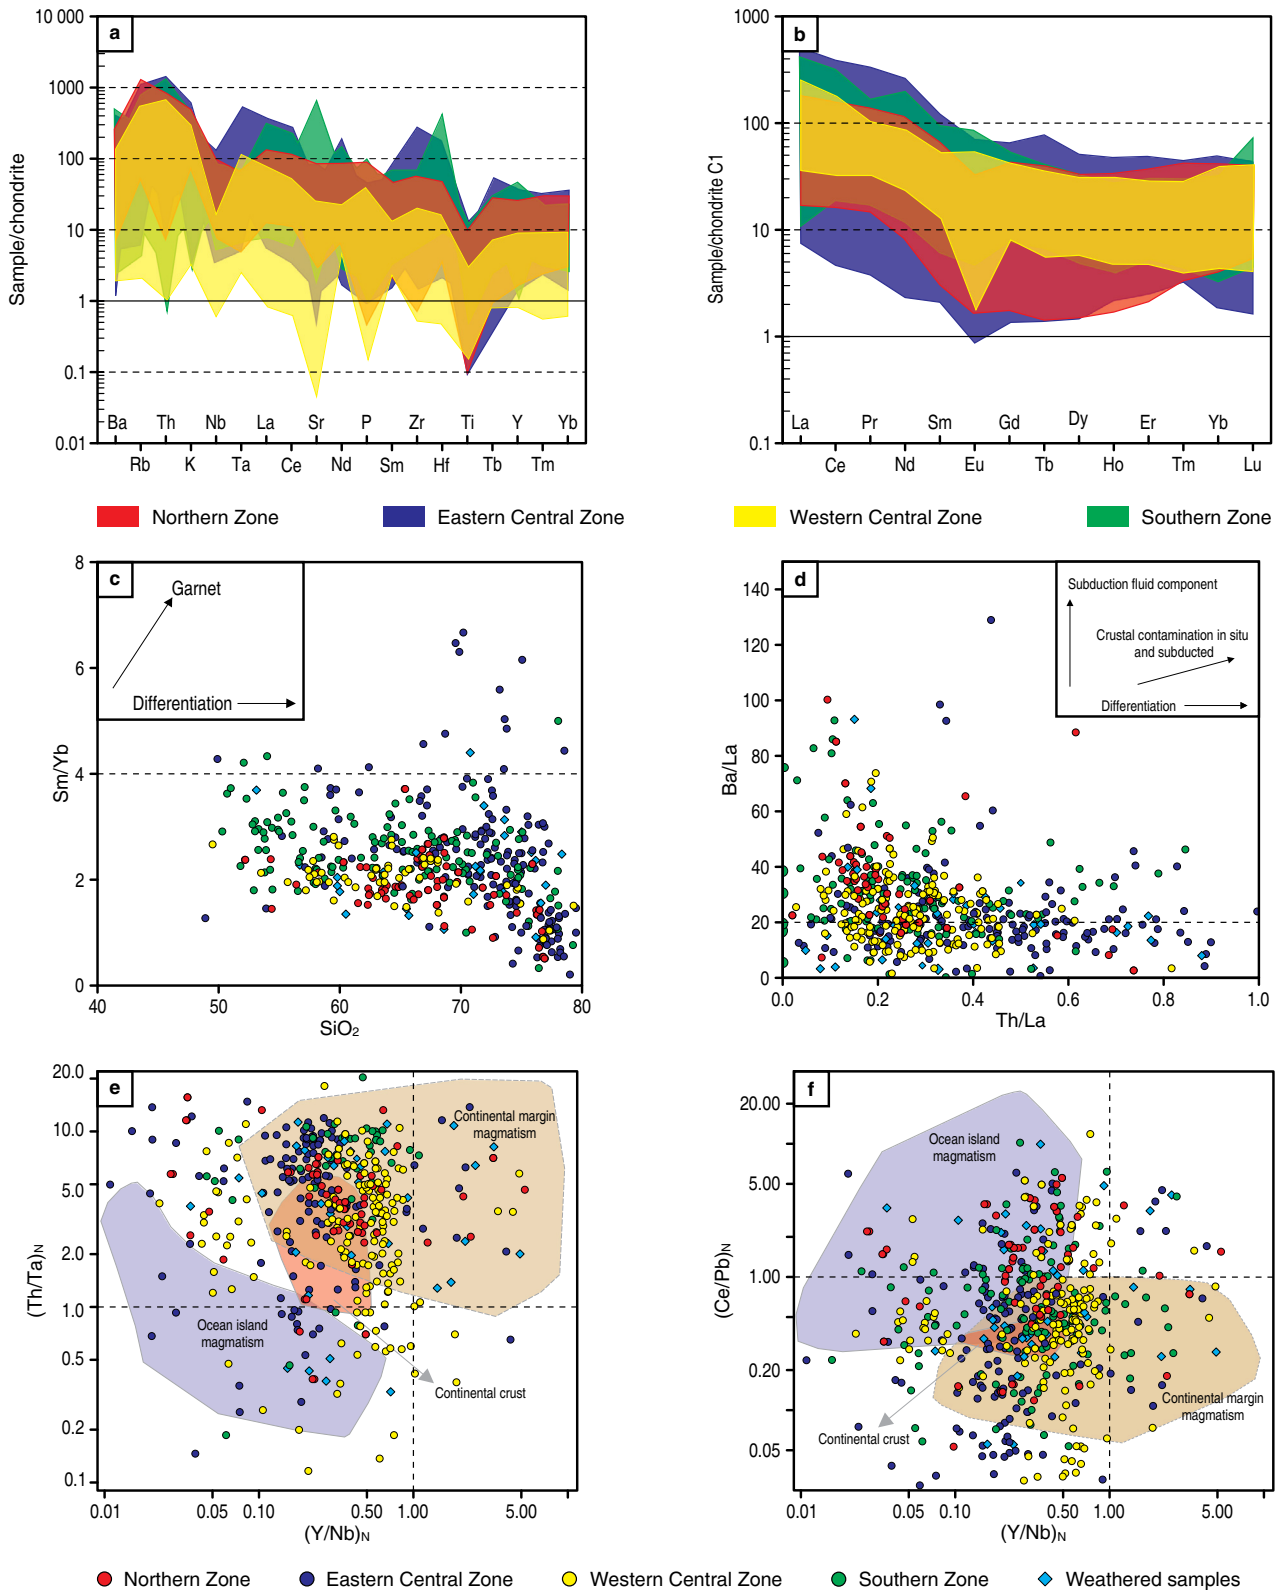 a
10 000
1000
100
10
1
0.1
0.01
Sample/chondrite
Ba Th Nb La Sr P Zr Ti Y Yb
Rb K Ta Ce Nd Sm Hf Tb Tm
b
C1
1000
100
10
1
0.1
Sample/chondrite C1
La Pr Sm Gd Dy Er Yb
Ce Nd Eu Tb Ho Tm Lu
Northern Zone
Eastern Central Zone
Western Central Zone
Southern Zone
c
Garnet
Differentiation
8
6
4
2
0
Sm/Yb
40 50 60 70 80
SiO₂
d
Subduction fluid component
Crustal contamination in situ
and subducted
Differentiation
140
120
100
80
60
40
20
0
Ba/La
0.0 0.2 0.4 0.6 0.8 1.0
Th/La
e
20.0
10.0
5.0
2.0
1.0
0.5
0.2
0.1
(Th/Ta)N
Continental margin
magmatism
Ocean island
magmatism
Continental crust
0.01 0.05 0.10 0.50 1.00 5.00
(Y/Nb)N
f
20.00
5.00
1.00
0.20
0.05
(Ce/Pb)N
Ocean island
magmatism
Continental margin
magmatism
Continental crust
0.01 0.05 0.10 0.50 1.00 5.00
(Y/Nb)N
Northern Zone
Eastern Central Zone
Western Central Zone
Southern Zone
Weathered samples